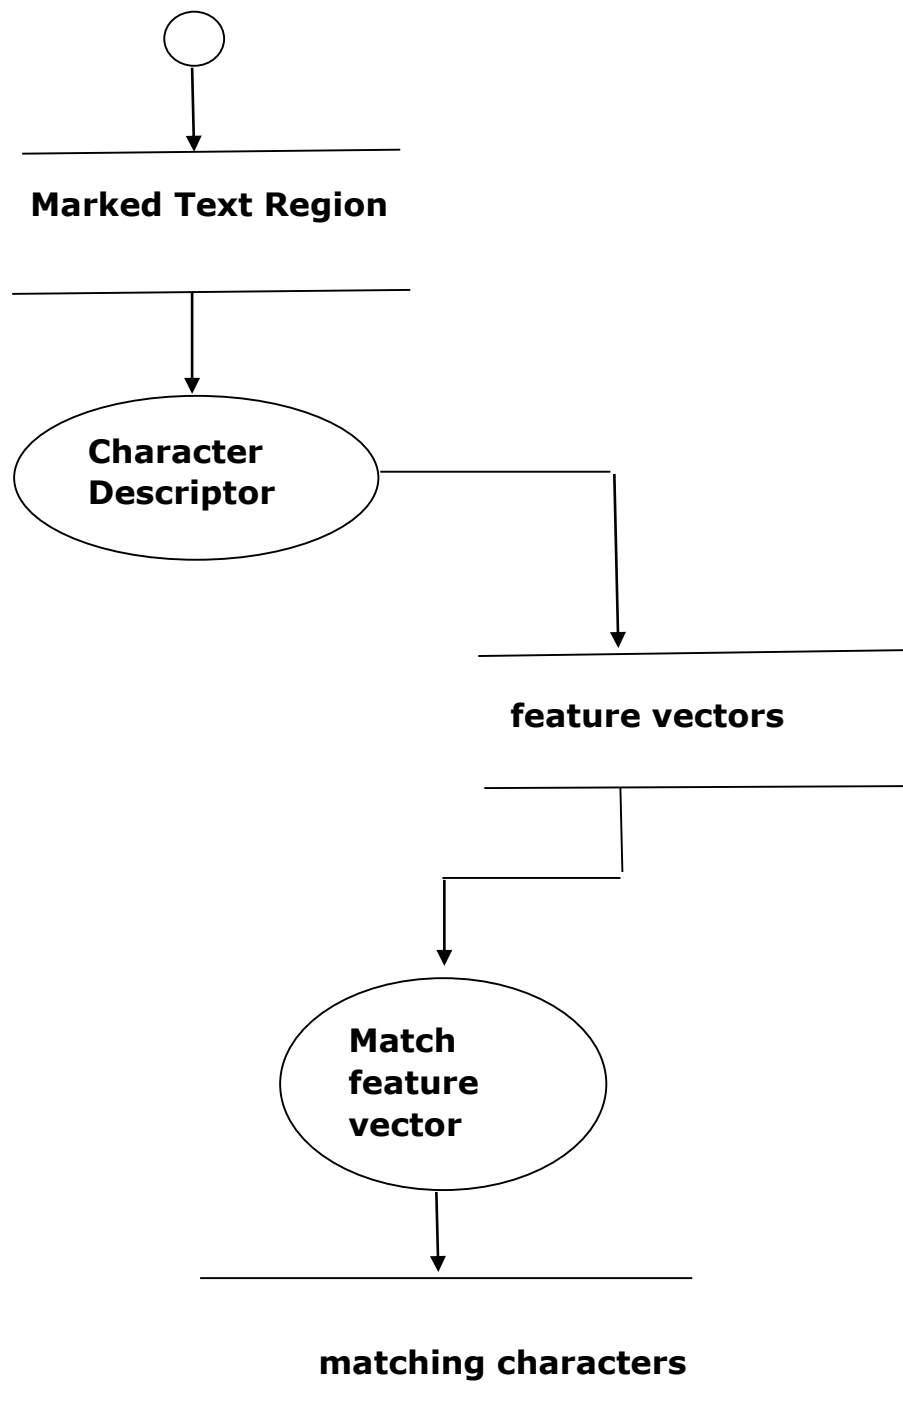 Marked Text Region
Character
Descriptor
feature vectors
Match
feature
vector
matching characters